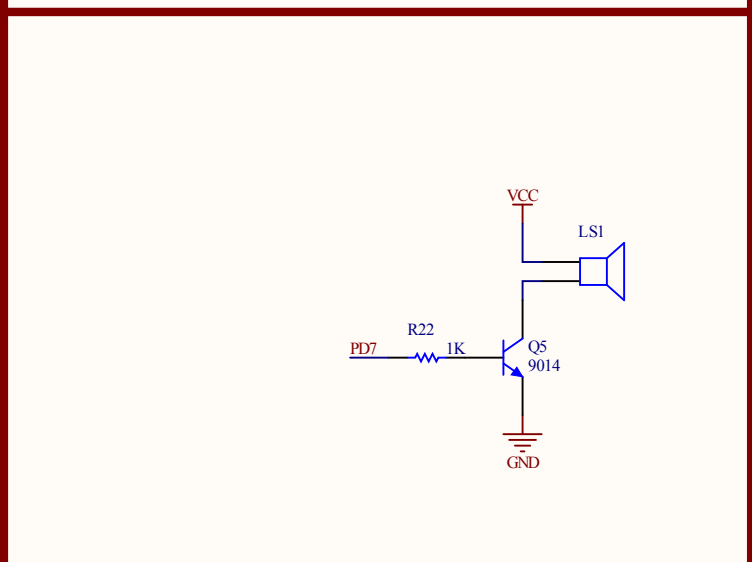 VCC
LS1
R22
PD7
1K
Q5
9014
GND